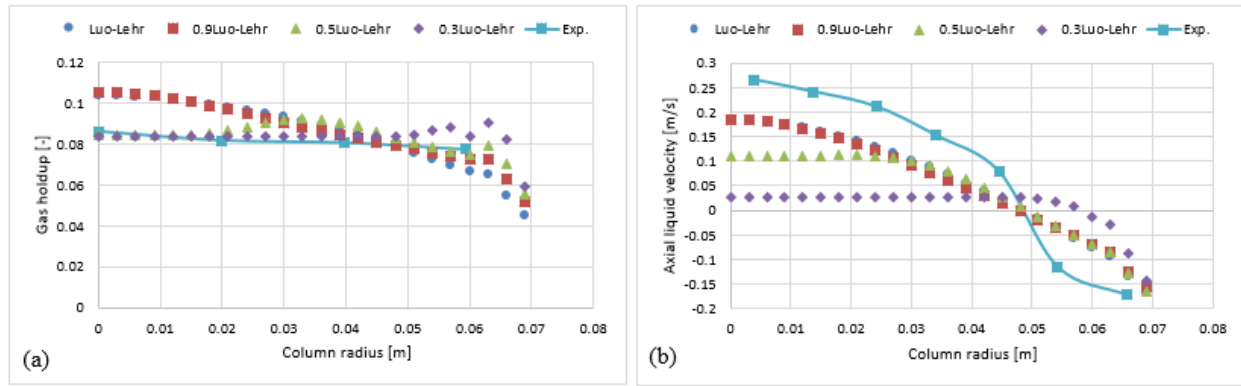 Luo-Lehr 0.9Luo-Lehr 0.5Luo-Lehr 0.3Luo-Lehr Exp.
0.12
0.1
0.08
0.06
0.04
0.02
0
Gas holdup [-]
0 0.01 0.02 0.03 0.04 0.05 0.06 0.07 0.08
Column radius [m]
(a)
Luo-Lehr 0.9Luo-Lehr 0.5Luo-Lehr 0.3Luo-Lehr Exp.
0.3
0.25
0.2
0.15
0.1
0.05
0
-0.05
-0.1
-0.15
-0.2
Axial liquid velocity [m/s]
0 0.01 0.02 0.03 0.04 0.05 0.06 0.07 0.08
Column radius [m]
(b)